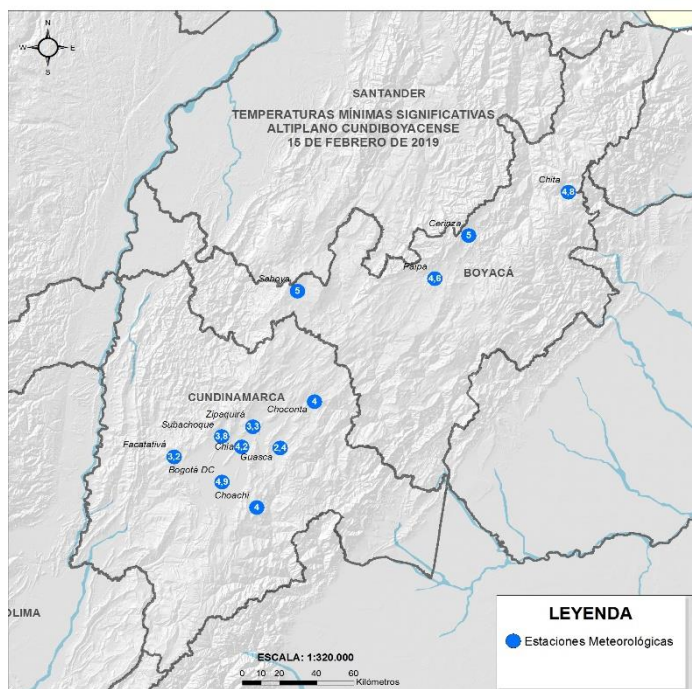 N
W E
S
SANTANDER
TEMPERATURAS MÍNIMAS SIGNIFICATIVAS
ALTIPLANO CUNDIBOYACENSE
15 DE FEBRERO DE 2019
Chita
4,8
Cerinza
5
Paipa
4,6
BOYACÁ
Saboya
5
CUNDINAMARCA
Choconta
4
Zipaquirá
3,3
Subachoque
3,8
Chia
4,2
Guasca
2,4
Facatativá
3,2
Bogotá DC
4,9
Choachí
4
OLIMA
LEYENDA
Estaciones Meteorológicas
ESCALA: 1:320.000
0 10 20 40 60
Kilómetros